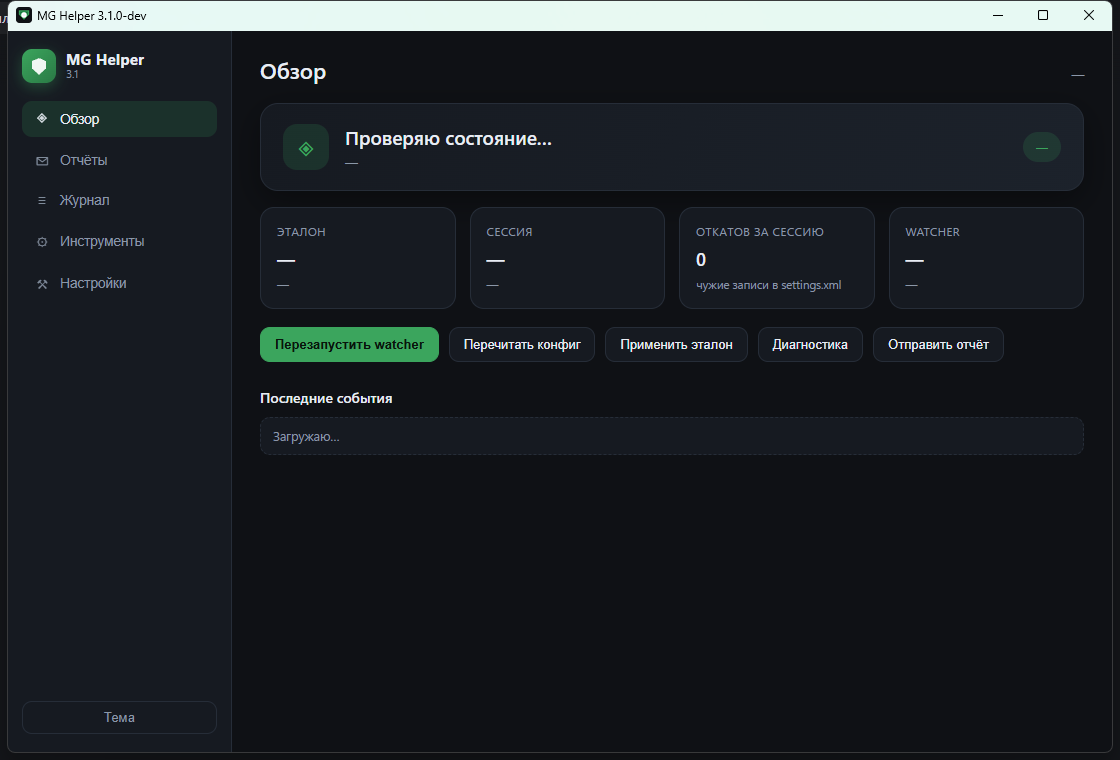 MG Helper 3.1.0-dev
MG Helper
3.1
Обзор
Отчёты
Журнал
Инструменты
Настройки
Тема
Обзор
—
Проверяю состояние...
—
—
ЭТАЛОН
—
—
СЕССИЯ
—
—
ОТКАТОВ ЗА СЕССИЮ
0
чужие записи в settings.xml
WATCHER
—
—
Перезапустить watcher
Перечитать конфиг
Применить эталон
Диагностика
Отправить отчёт
Последние события
Загружаю...